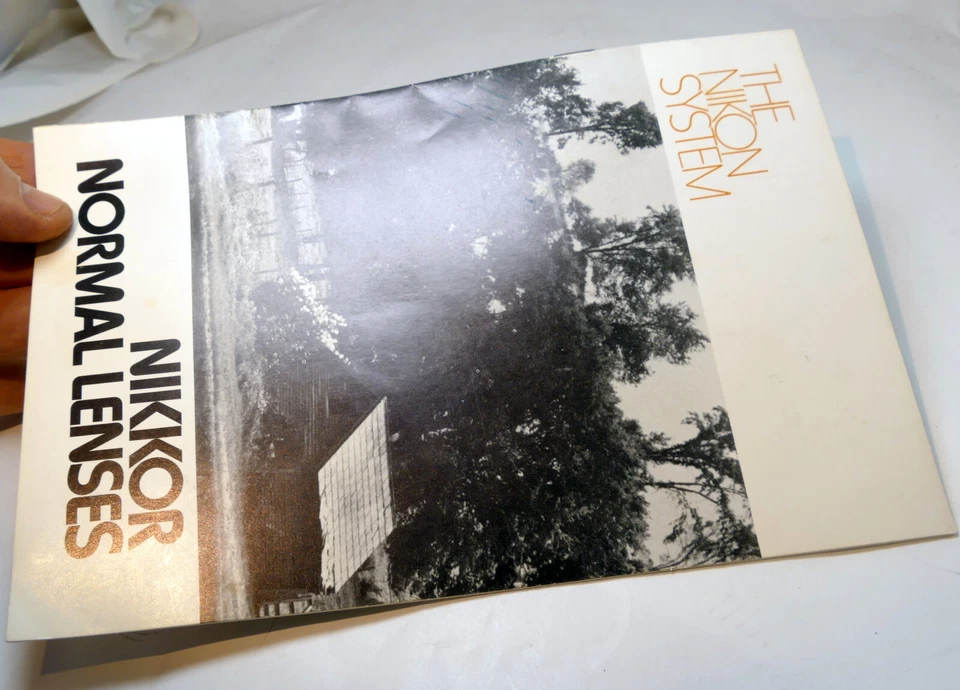 THE
NIKON
SYSTEM
NIKKOR
NORMAL LENSES